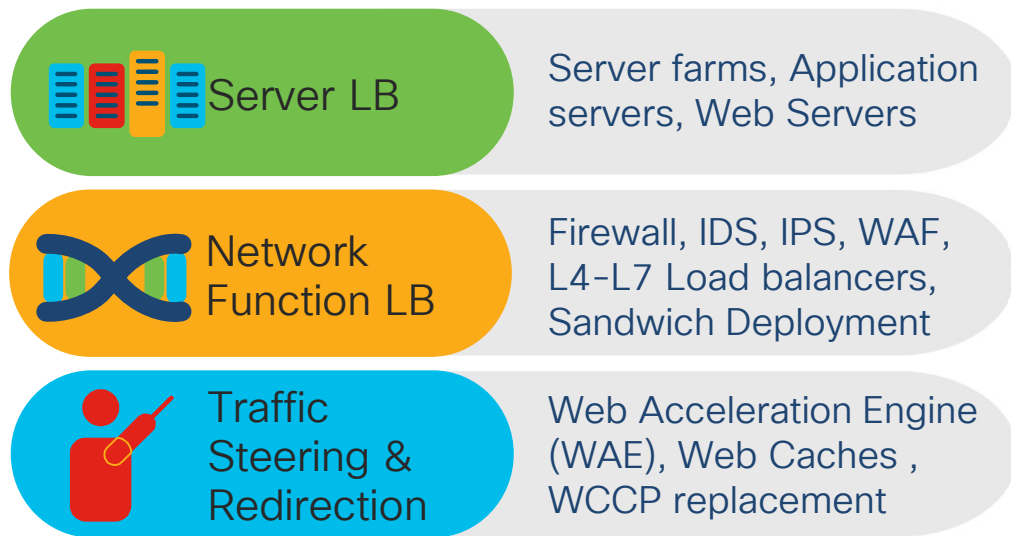 Server LB
Server farms, Application
servers, Web Servers
Network
Function LB
Firewall, IDS, IPS, WAF,
L4-L7 Load balancers,
Sandwich Deployment
Traffic
Steering &
Redirection
Web Acceleration Engine
(WAE), Web Caches ,
WCCP replacement